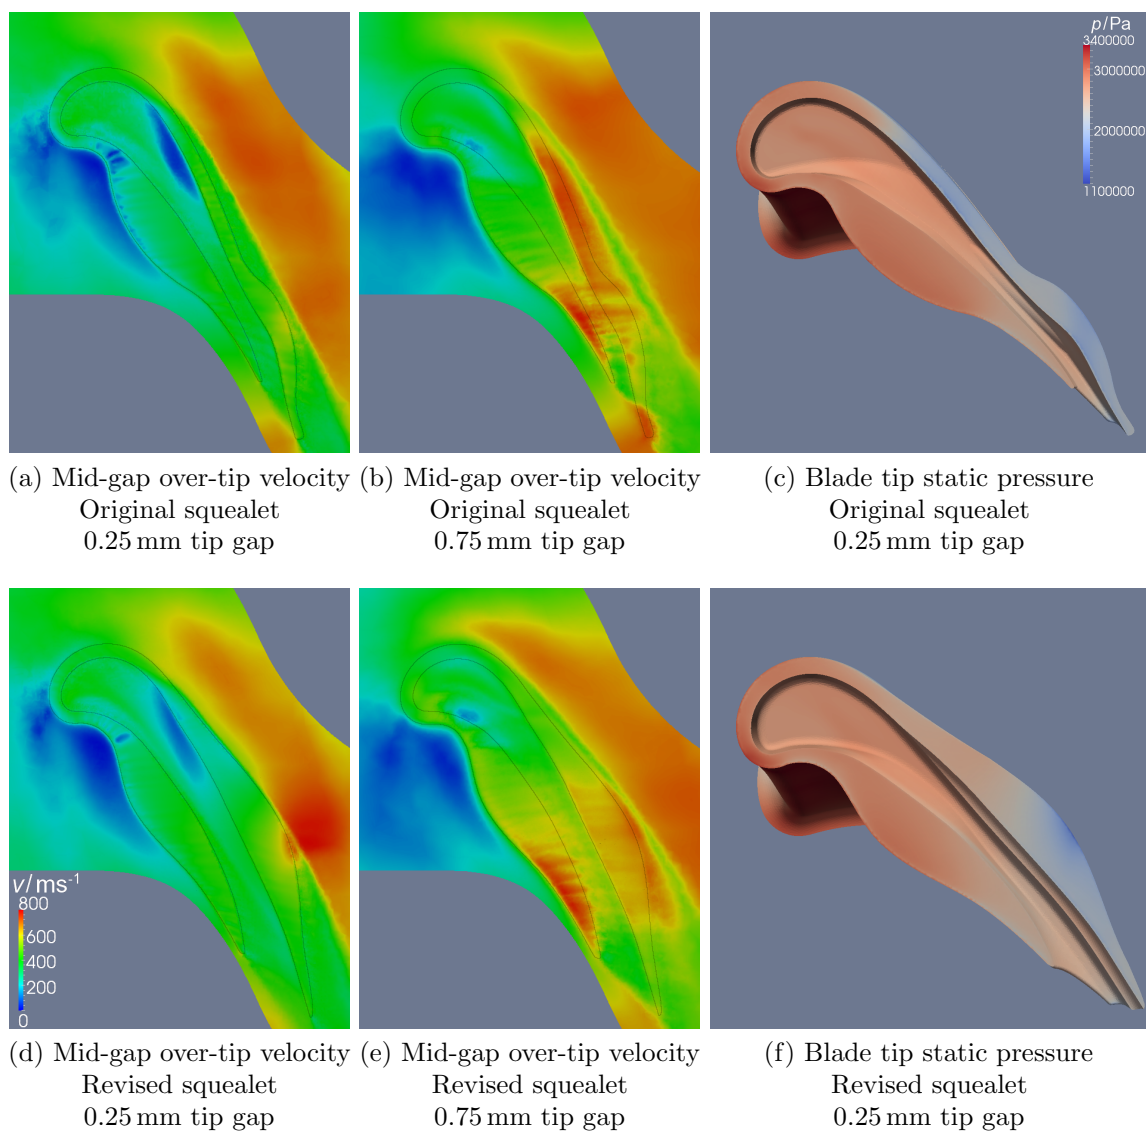 p/Pa
3400000
3000000
2000000
1100000
(a) Mid-gap over-tip velocity
Original squealet
0.25 mm tip gap
(b) Mid-gap over-tip velocity
Original squealet
0.75 mm tip gap
(c) Blade tip static pressure
Original squealet
0.25 mm tip gap
v/ms⁻¹
800
600
400
200
0
(d) Mid-gap over-tip velocity
Revised squealet
0.25 mm tip gap
(e) Mid-gap over-tip velocity
Revised squealet
0.75 mm tip gap
(f) Blade tip static pressure
Revised squealet
0.25 mm tip gap